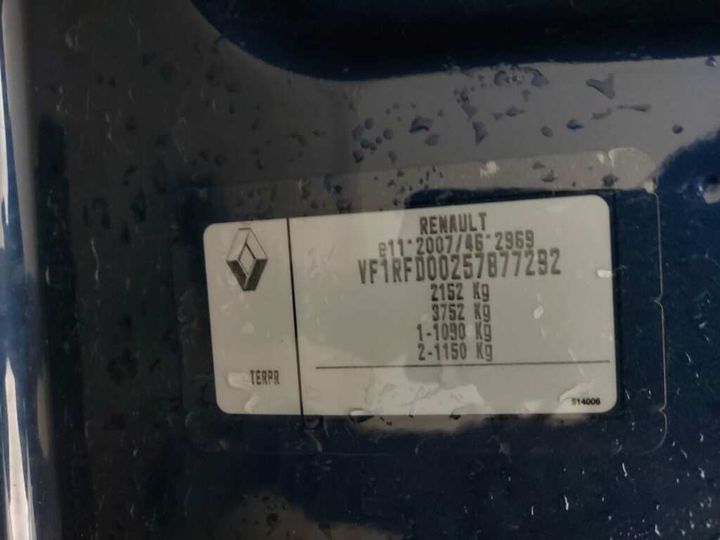 RENAULT
e11*2007/46*2969
VF1RFD00257877292
2152 Kg
3752 Kg
1-1090 Kg
2-1150 Kg
TERPR
514006